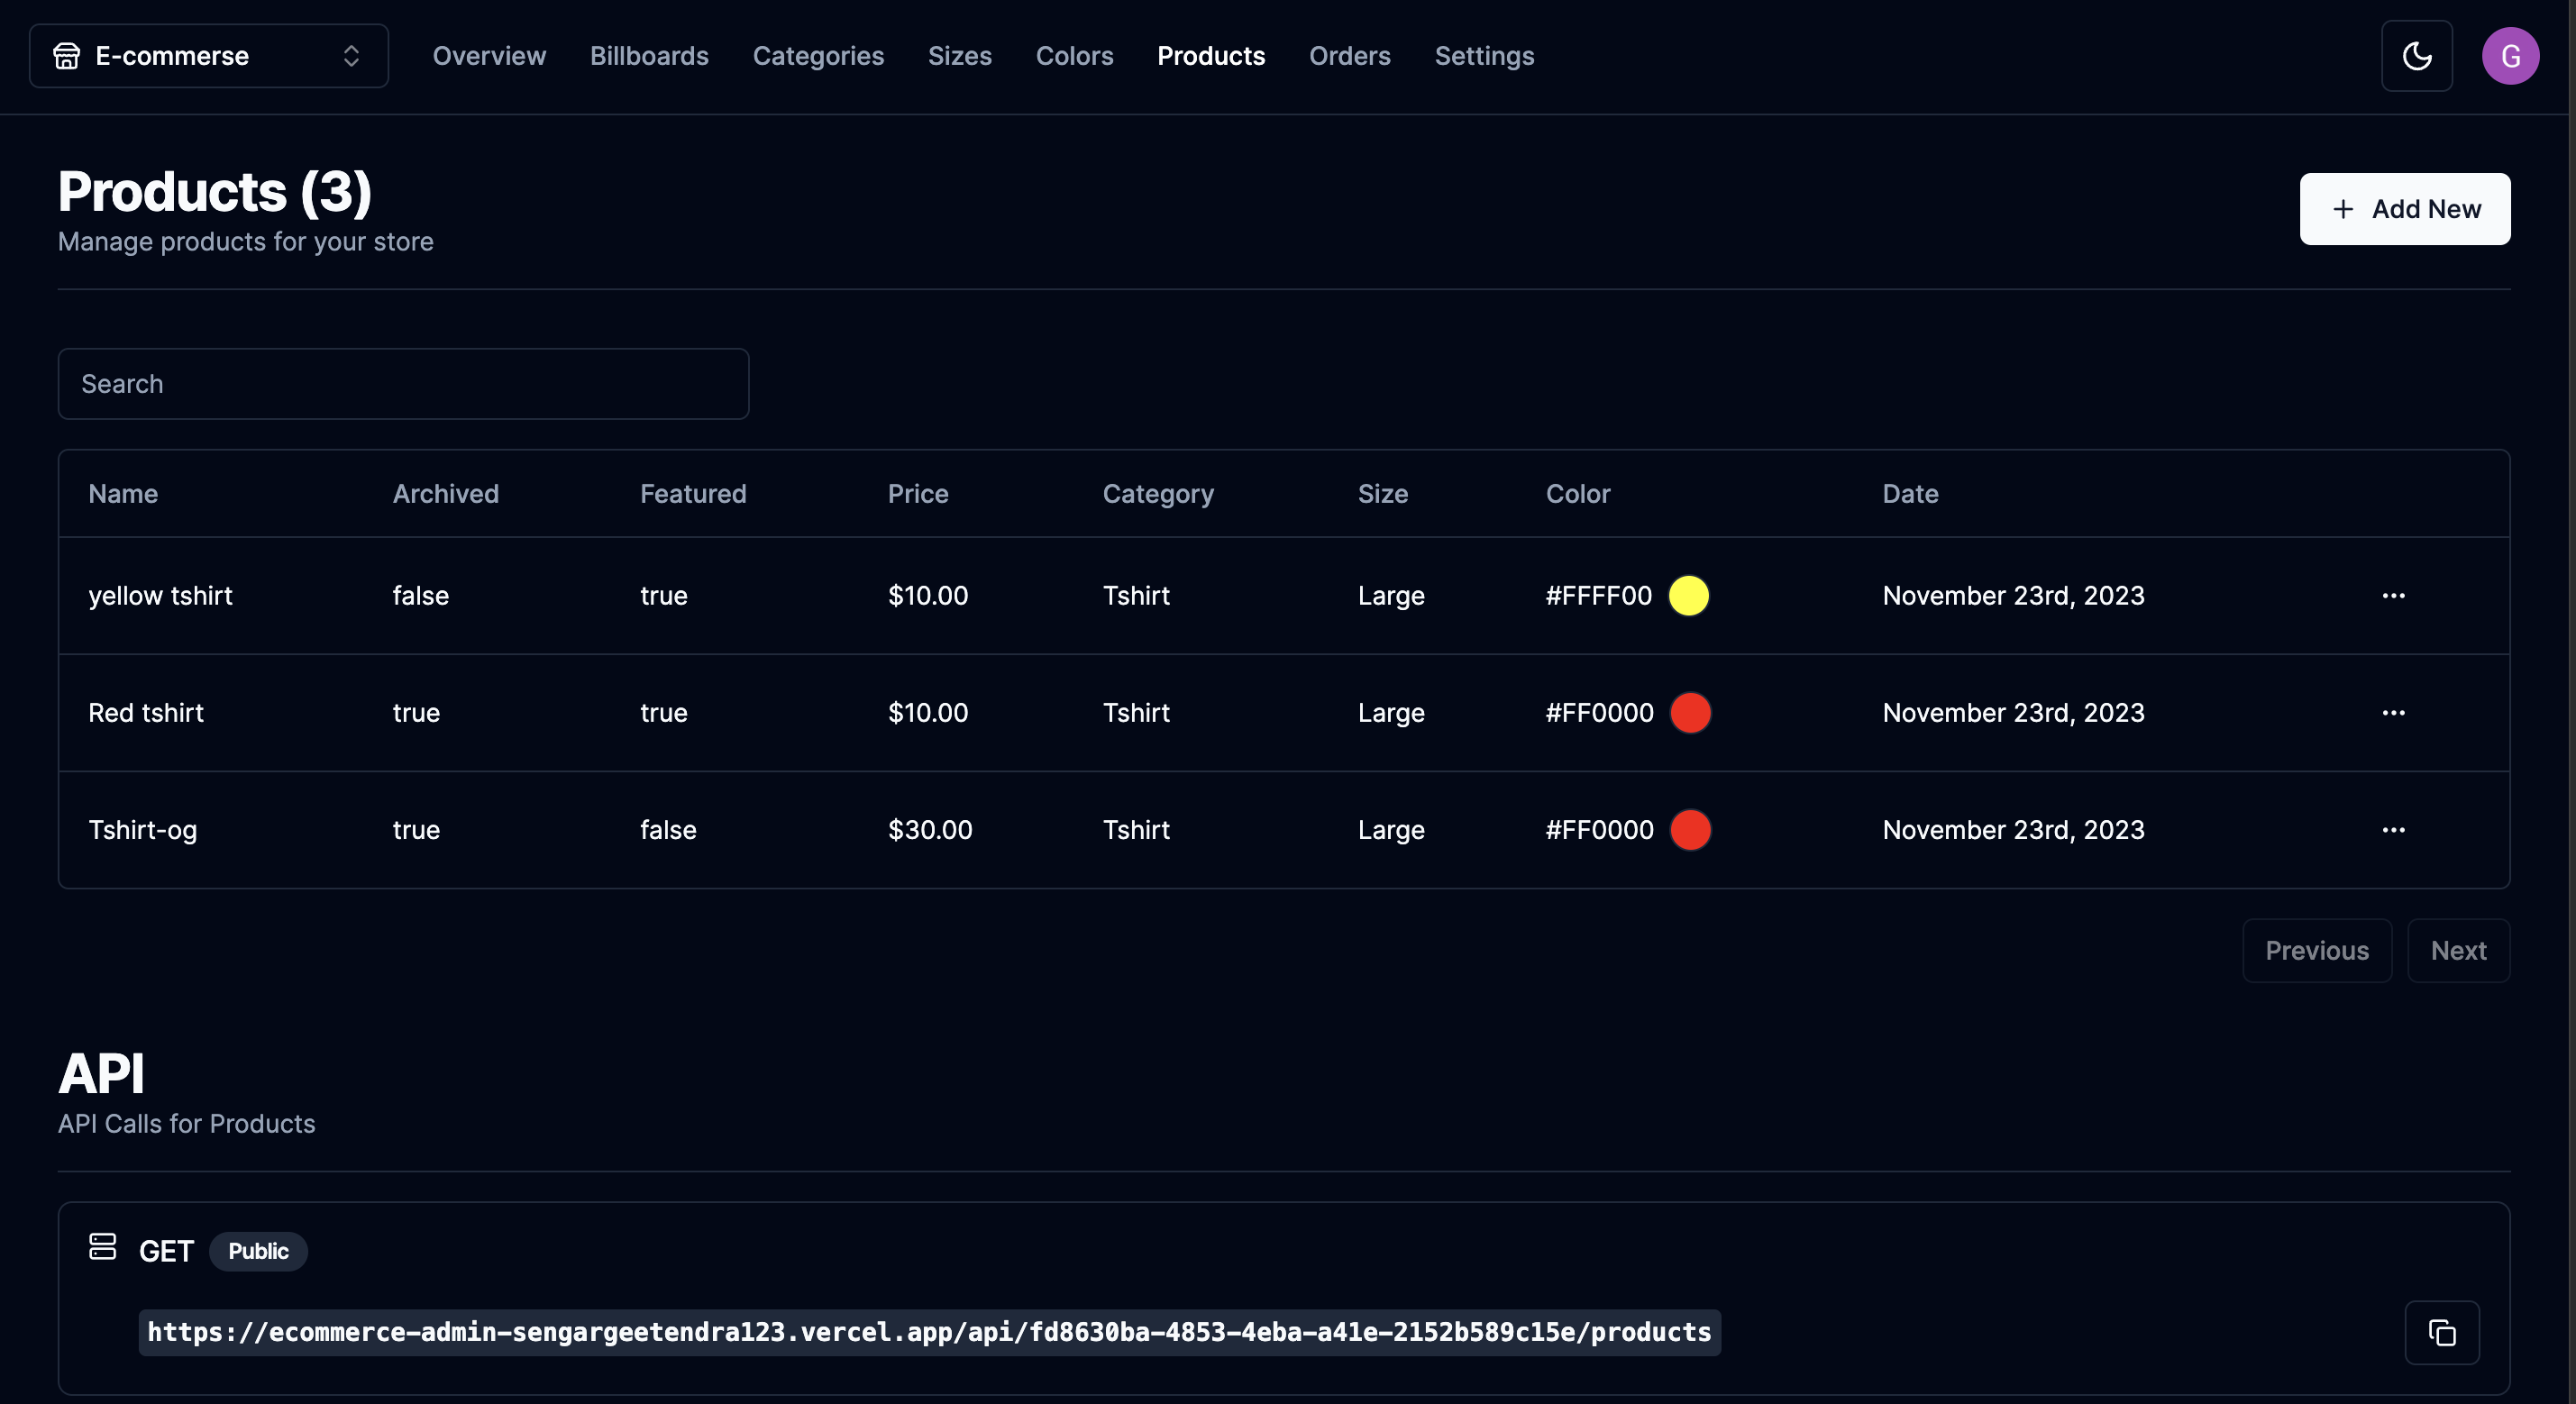 E-commerse Overview Billboards Categories Sizes Colors Products Orders Settings G
Products (3)
Manage products for your store
+ Add New
Search
Name Archived Featured Price Category Size Color Date
yellow tshirt false true $10.00 Tshirt Large #FFFF00 November 23rd, 2023 ...
Red tshirt true true $10.00 Tshirt Large #FF0000 November 23rd, 2023 ...
Tshirt-og true false $30.00 Tshirt Large #FF0000 November 23rd, 2023 ...
Previous Next
API
API Calls for Products
GET Public
https://ecommerce-admin-sengargeetendra123.vercel.app/api/fd8630ba-4853-4eba-a41e-2152b589c15e/products